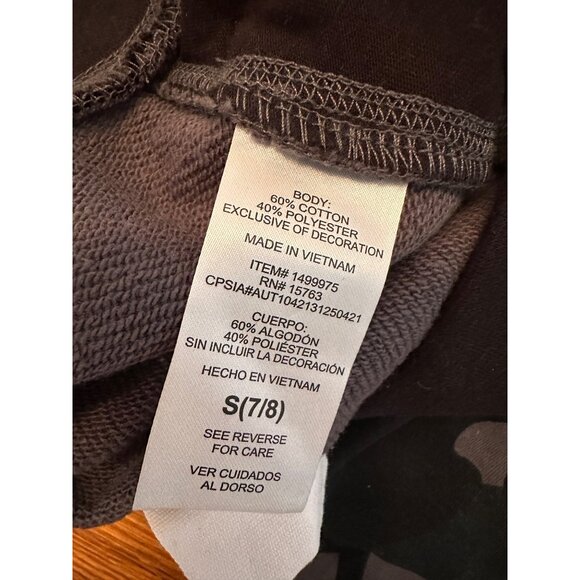 BODY:
60% COTTON
40% POLYESTER
EXCLUSIVE OF DECORATION
MADE IN VIETNAM
ITEM# 1499975
RN# 15763
CPSIA#AUT1042131250421
CUERPO:
60% ALGODÓN
40% POLIÉSTER
SIN INCLUIR LA DECORACIÓN
HECHO EN VIETNAM
S(7/8)
SEE REVERSE
FOR CARE
VER CUIDADOS
AL DORSO